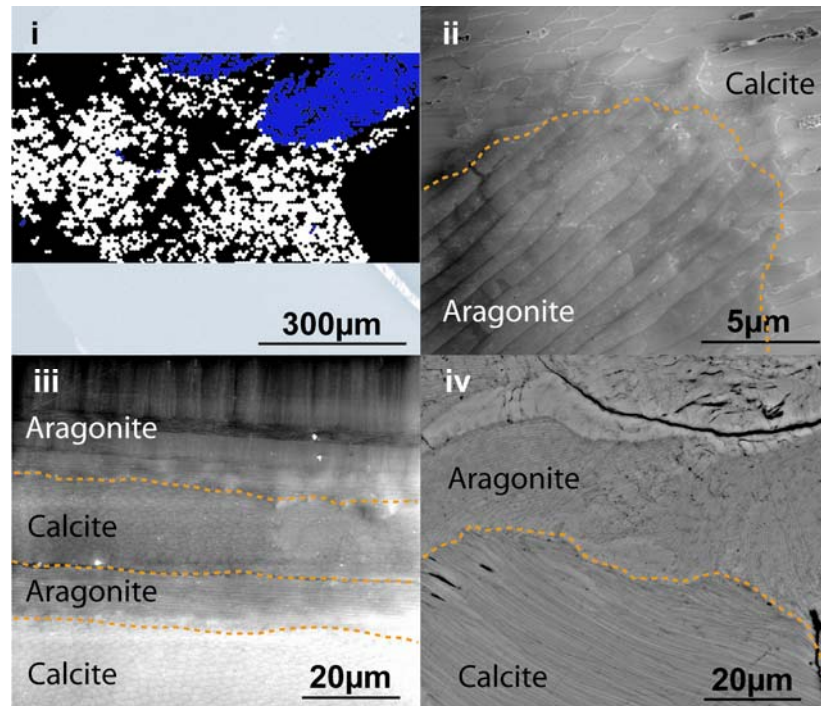 i
300µm
ii
Calcite
Aragonite
5µm
iii
Aragonite
Calcite
Aragonite
Calcite
20µm
iv
Aragonite
Calcite
20µm